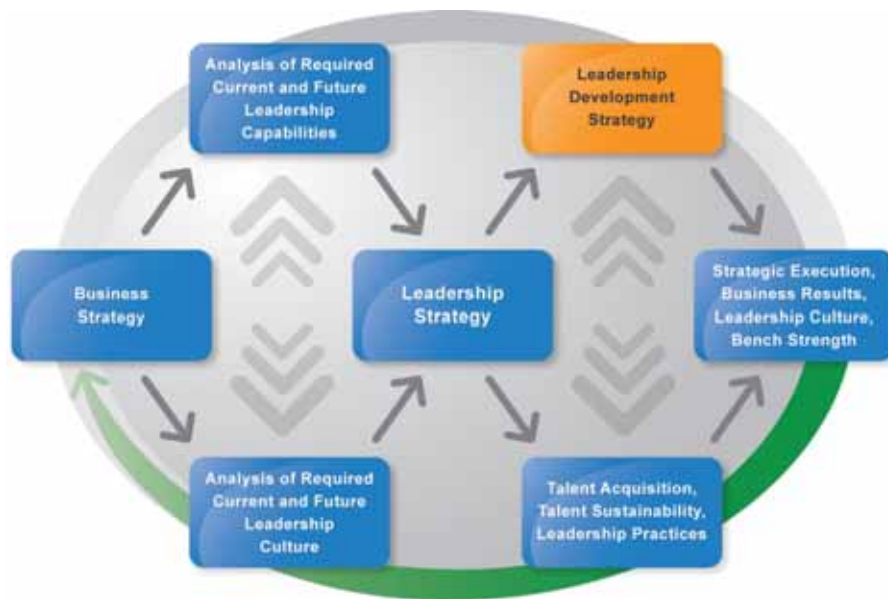 Analysis of Required
Current and Future
Leadership
Capabilities
Leadership
Development
Strategy
Business
Strategy
Leadership
Strategy
Strategic Execution,
Business Results,
Leadership Culture,
Bench Strength
Analysis of Required
Current and Future
Leadership
Culture
Talent Acquisition,
Talent Sustainability,
Leadership Practices